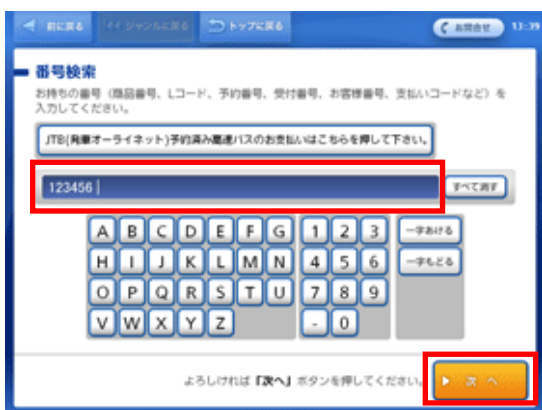 前に戻る ジャンルに戻る トップに戻る お問合せ 13:39
番号検索
お持ちの番号（商品番号、Lコード、予約番号、受付番号、お客様番号、支払いコードなど）を
入力してください。
JTB(発車オーライネット)予約済み高速バスのお支払いはこちらを押して下さい。
123456 すべて消す
A B C D E F G 1 2 3 一字あける
H I J K L M N 4 5 6 一字もどる
O P Q R S T U 7 8 9
V W X Y Z - 0
よろしければ「次へ」ボタンを押してください。 次 へ